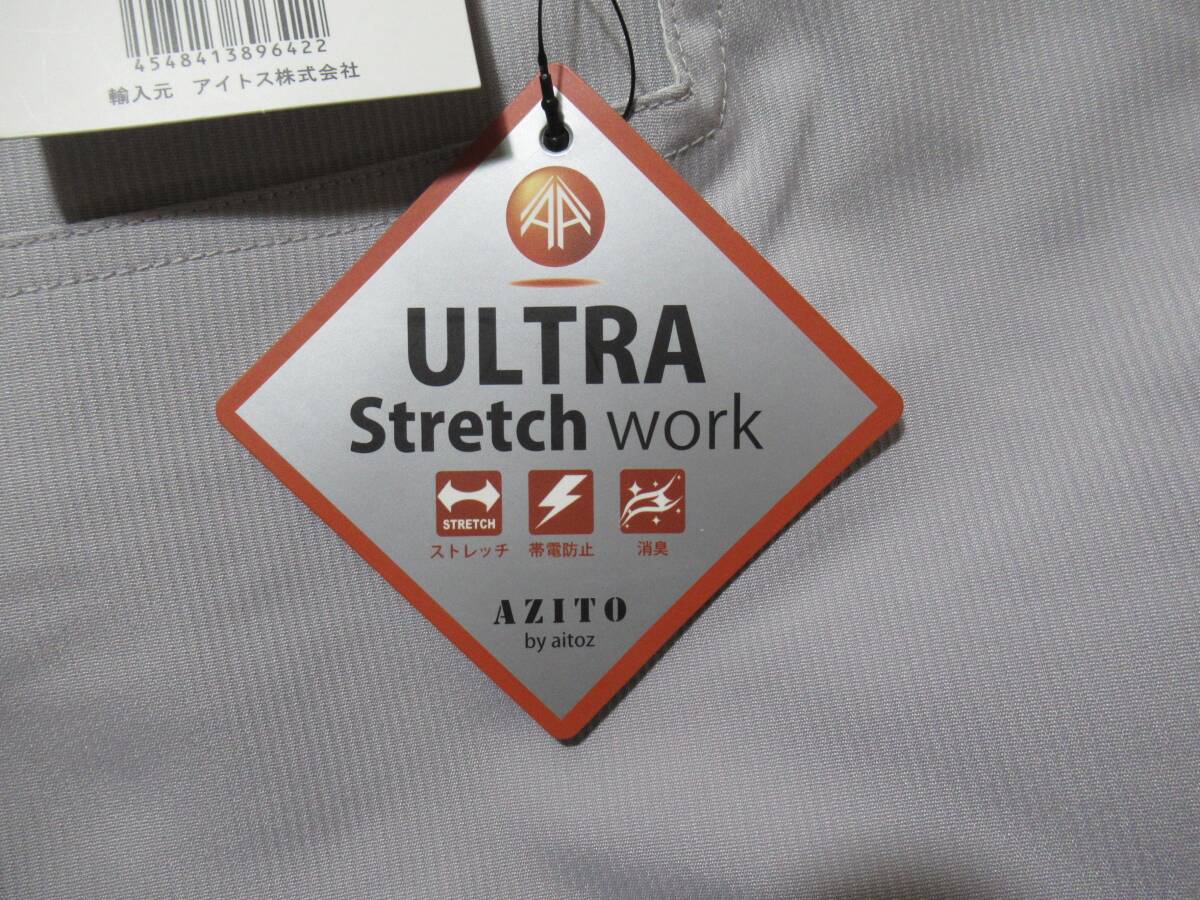 4548413896422
輸入元 アイトス株式会社
AA
ULTRA
Stretch work
STRETCH
ストレッチ 帯電防止 消臭
AZITO
by aitoz